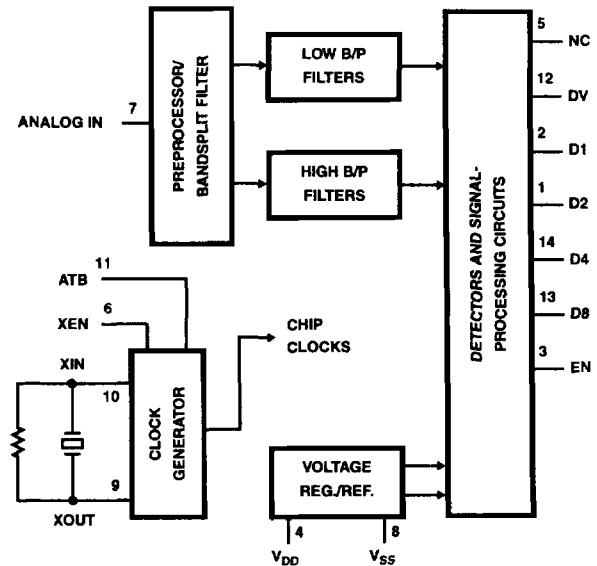 5
NC
LOW B/P
FILTERS
12
DV
PREPROCESSOR/
BANDSPLIT FILTER
7
ANALOG IN
2
D1
HIGH B/P
FILTERS
1
D2
DETECTORS AND SIGNAL-
PROCESSING CIRCUITS
14
D4
11
ATB
13
D8
6
XEN
CHIP
CLOCKS
3
EN
XIN
10
CLOCK
GENERATOR
9
XOUT
VOLTAGE
REG./REF.
4
8
VDD
VSS